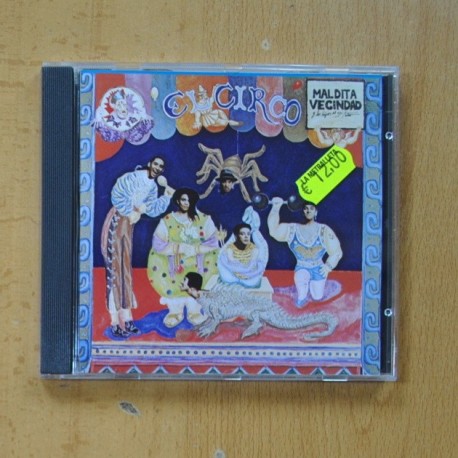 EL CIRCO
MALDITA
VECINDAD
LA METRALLETA
€ 12,00